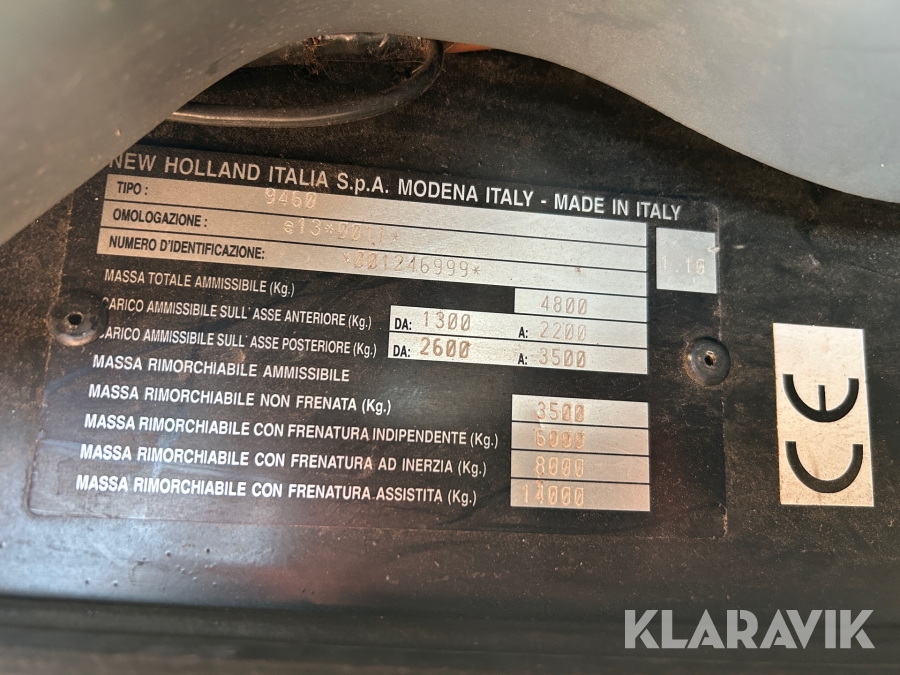 NEW HOLLAND ITALIA S.p.A. MODENA ITALY - MADE IN ITALY
TIPO: 9460
OMOLOGAZIONE:
NUMERO D'IDENTIFICAZIONE: *001246999* 1.10
MASSA TOTALE AMMISSIBILE (Kg.) 4800
CARICO AMMISSIBILE SULL' ASSE ANTERIORE (Kg.) DA: 1300 A: 2200
CARICO AMMISSIBILE SULL' ASSE POSTERIORE (Kg.) DA: 2600 A: 3500
MASSA RIMORCHIABILE AMMISSIBILE
MASSA RIMORCHIABILE NON FRENATA (Kg.) 3500
MASSA RIMORCHIABILE CON FRENATURA INDIPENDENTE (Kg.) 6000
MASSA RIMORCHIABILE CON FRENATURA AD INERZIA (Kg.) 8000
MASSA RIMORCHIABILE CON FRENATURA ASSISTITA (Kg.) 14000
CE
KLARAVIK